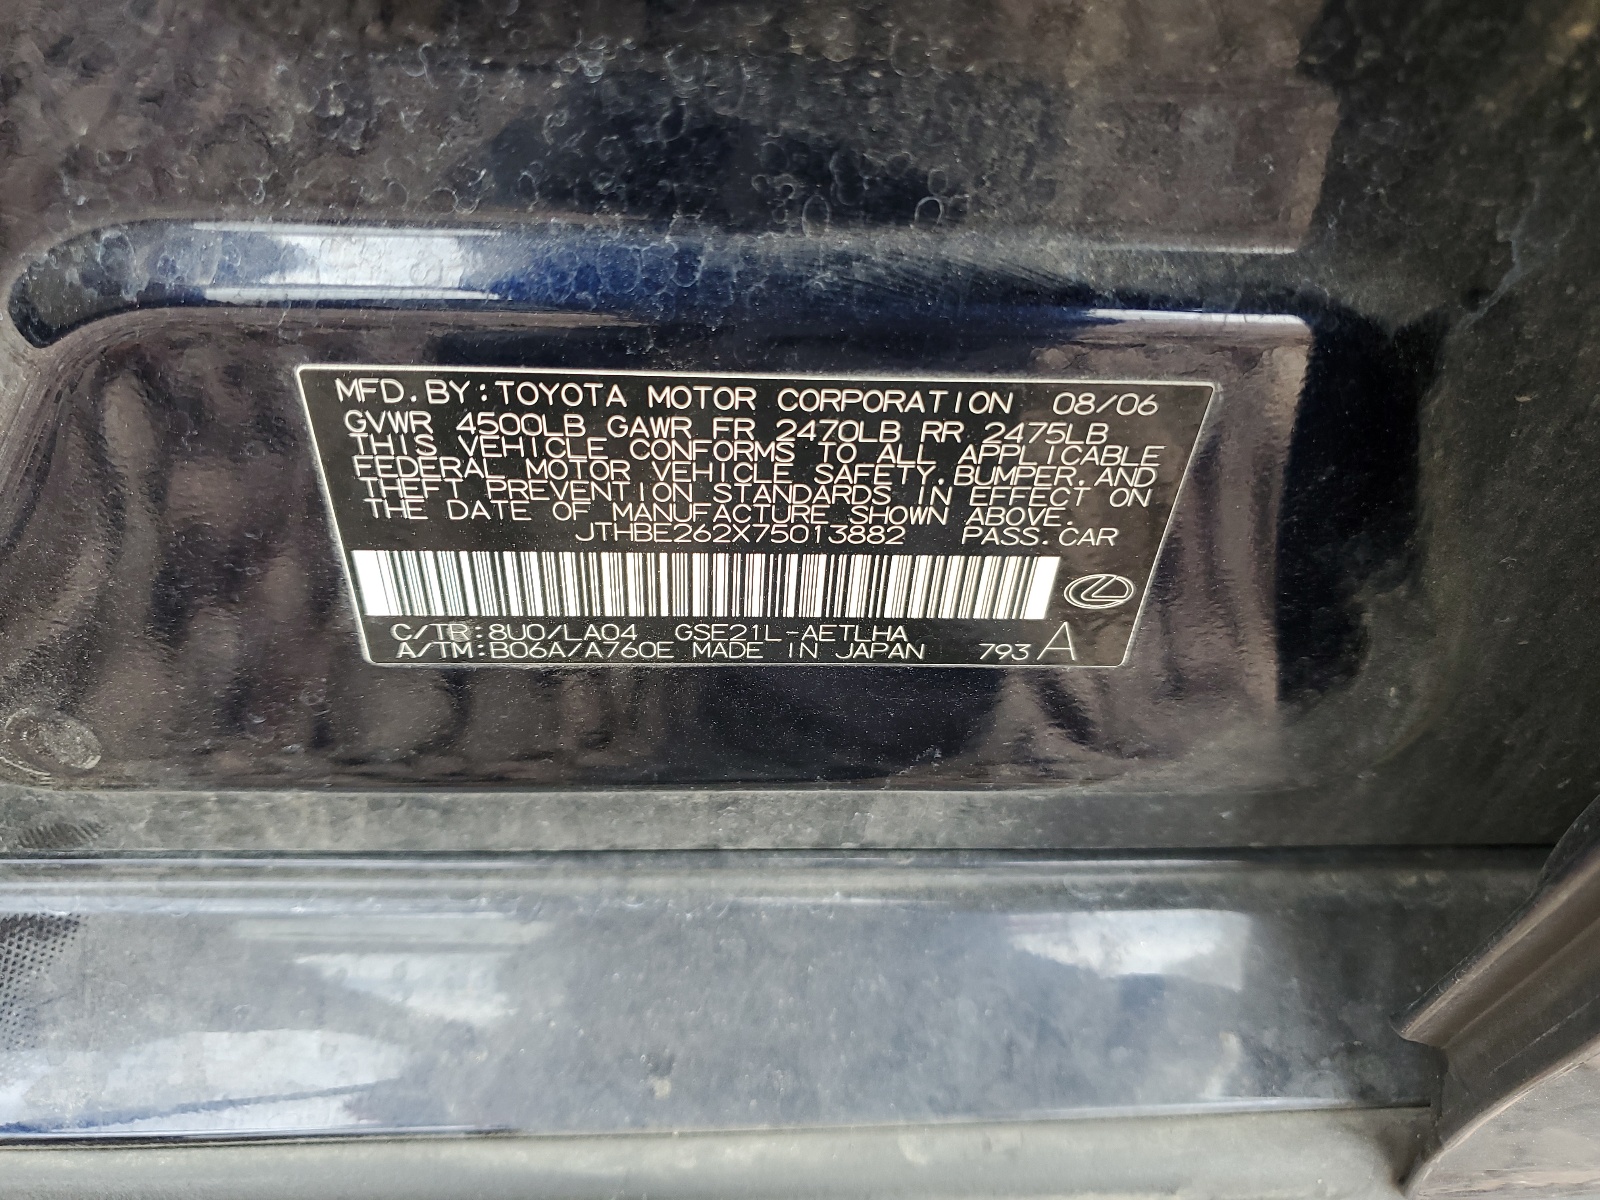 MFD.BY:TOYOTA MOTOR CORPORATION 08/06
GVWR 4500LB GAWR FR 2470LB RR 2475LB
THIS VEHICLE CONFORMS TO ALL APPLICABLE
FEDERAL MOTOR VEHICLE SAFETY,BUMPER,AND
THEFT PREVENTION STANDARDS IN EFFECT ON
THE DATE OF MANUFACTURE SHOWN ABOVE.
JTHBE262X75013882 PASS.CAR
C/TR:8U0/LA04 GSE21L-AETLHA
A/TM:B06A/A760E MADE IN JAPAN 793 A